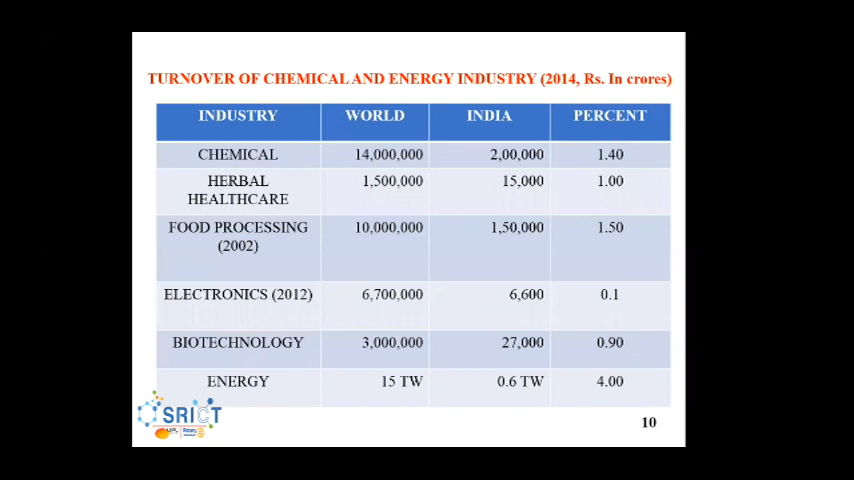 TURNOVER OF CHEMICAL AND ENERGY INDUSTRY (2014, Rs. In crores)
INDUSTRY WORLD INDIA PERCENT
CHEMICAL 14,000,000 2,00,000 1.40
HERBAL HEALTHCARE 1,500,000 15,000 1.00
FOOD PROCESSING (2002) 10,000,000 1,50,000 1.50
ELECTRONICS (2012) 6,700,000 6,600 0.1
BIOTECHNOLOGY 3,000,000 27,000 0.90
ENERGY 15 TW 0.6 TW 4.00
SRICT
UPL Rotary
10